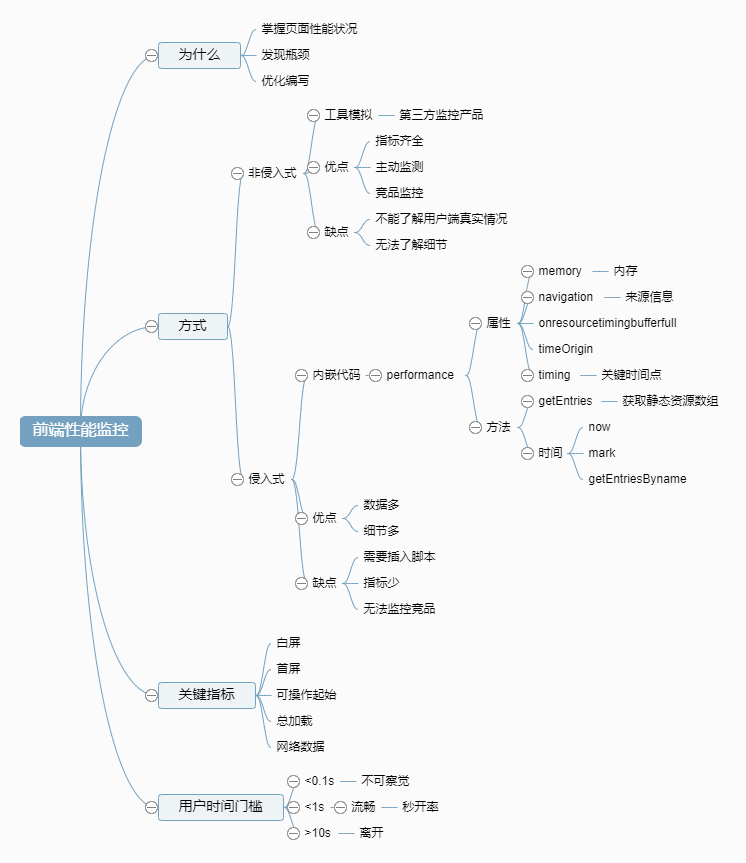 前端性能监控
为什么
掌握页面性能状况
发现瓶颈
优化编写
方式
非侵入式
工具模拟
第三方监控产品
优点
指标齐全
主动监测
竞品监控
缺点
不能了解用户端真实情况
无法了解细节
侵入式
内嵌代码
performance
属性
memory
内存
navigation
来源信息
onresourcetimingbufferfull
timeOrigin
timing
关键时间点
方法
getEntries
获取静态资源数组
时间
now
mark
getEntriesByname
优点
数据多
细节多
缺点
需要插入脚本
指标少
无法监控竞品
关键指标
白屏
首屏
可操作起始
总加载
网络数据
用户时间门槛
<0.1s
不可察觉
<1s
流畅
秒开率
>10s
离开